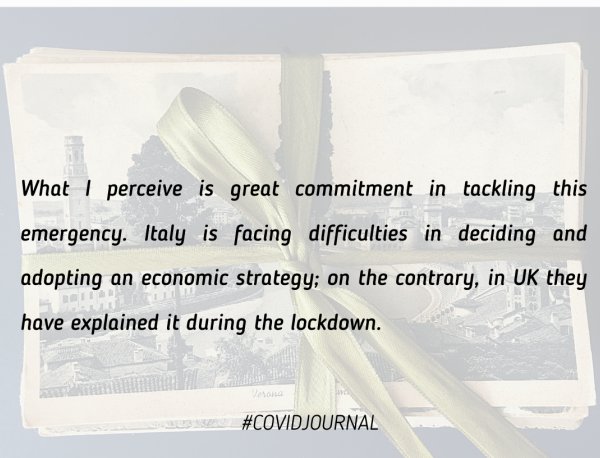 What I perceive is great commitment in tackling this
emergency. Italy is facing difficulties in deciding and
adopting an economic strategy; on the contrary, in UK they
have explained it during the lockdown.
Verona
#COVIDJOURNAL